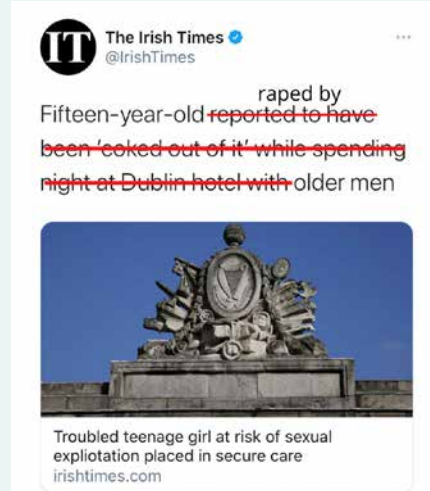 IT
The Irish Times
@IrishTimes
raped by
Fifteen-year-old reported to have
been ‘coked out of it’ while spending
night at Dublin hotel with older men
Troubled teenage girl at risk of sexual
expliotation placed in secure care
irishtimes.com